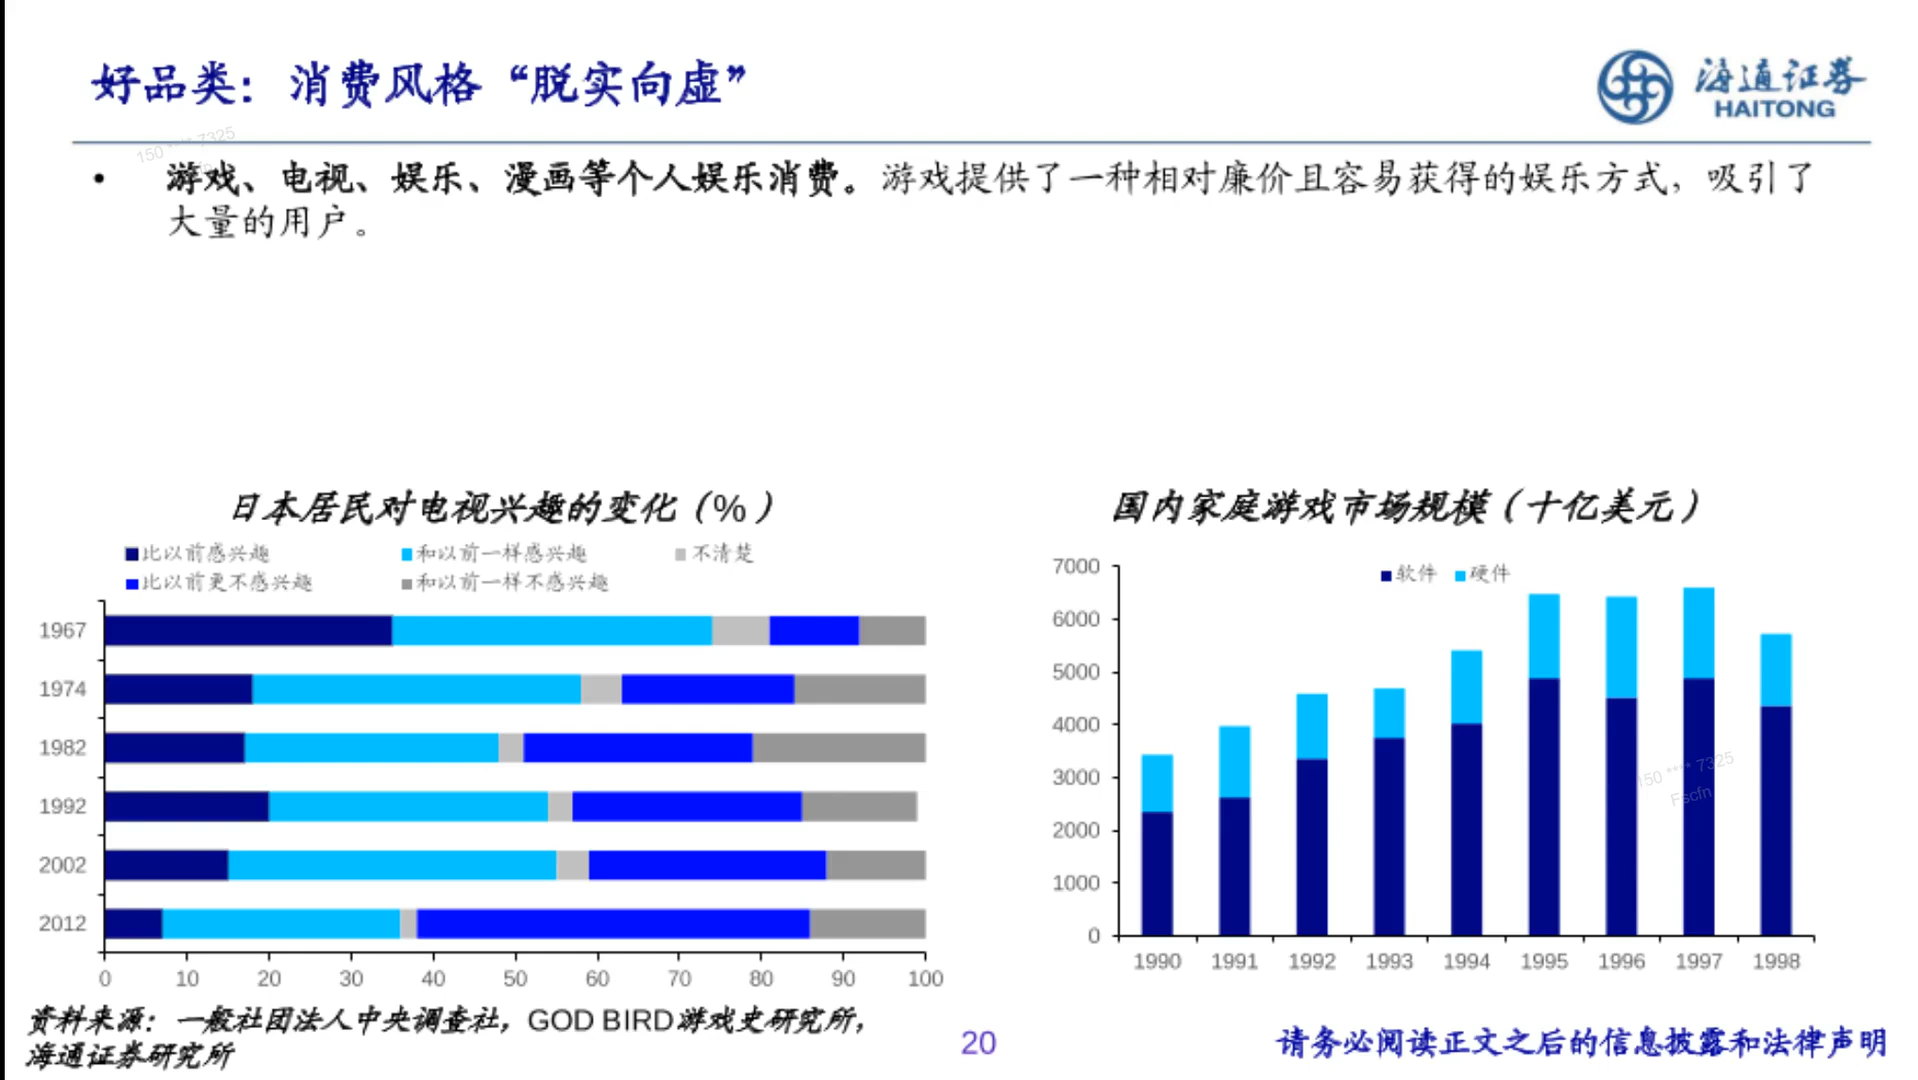 好品类：消费风格“脱实向虚”
海通证券
HAITONG
150 **** 7325
• 游戏、电视、娱乐、漫画等个人娱乐消费。游戏提供了一种相对廉价且容易获得的娱乐方式，吸引了
大量的用户。
日本居民对电视兴趣的变化（%）
比以前感兴趣 和以前一样感兴趣 不清楚
比以前更不感兴趣 和以前一样不感兴趣
1967
1974
1982
1992
2002
2012
0 10 20 30 40 50 60 70 80 90 100
国内家庭游戏市场规模（十亿美元）
软件 硬件
7000
6000
5000
4000
3000
2000
1000
0
1990 1991 1992 1993 1994 1995 1996 1997 1998
150 **** 7325
Fscfn
资料来源：一般社团法人中央调查社，GOD BIRD游戏史研究所，
海通证券研究所
20
请务必阅读正文之后的信息披露和法律声明